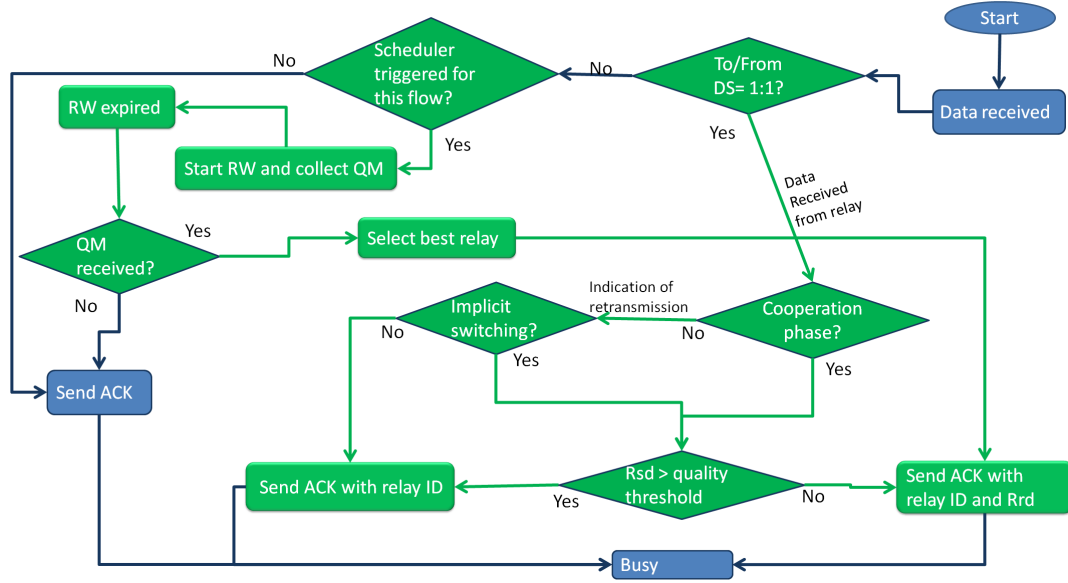 Start
Data received
To/From
DS= 1:1?
No
Yes
Scheduler
triggered for
this flow?
No
Yes
Start RW and collect QM
RW expired
QM
received?
Yes
No
Select best relay
Data
Received
from relay
Cooperation
phase?
Indication of
retransmission
No
Yes
Implicit
switching?
No
Yes
Send ACK
Rsd > quality
threshold
Yes
No
Send ACK with relay ID
Send ACK with
relay ID and Rrd
Busy